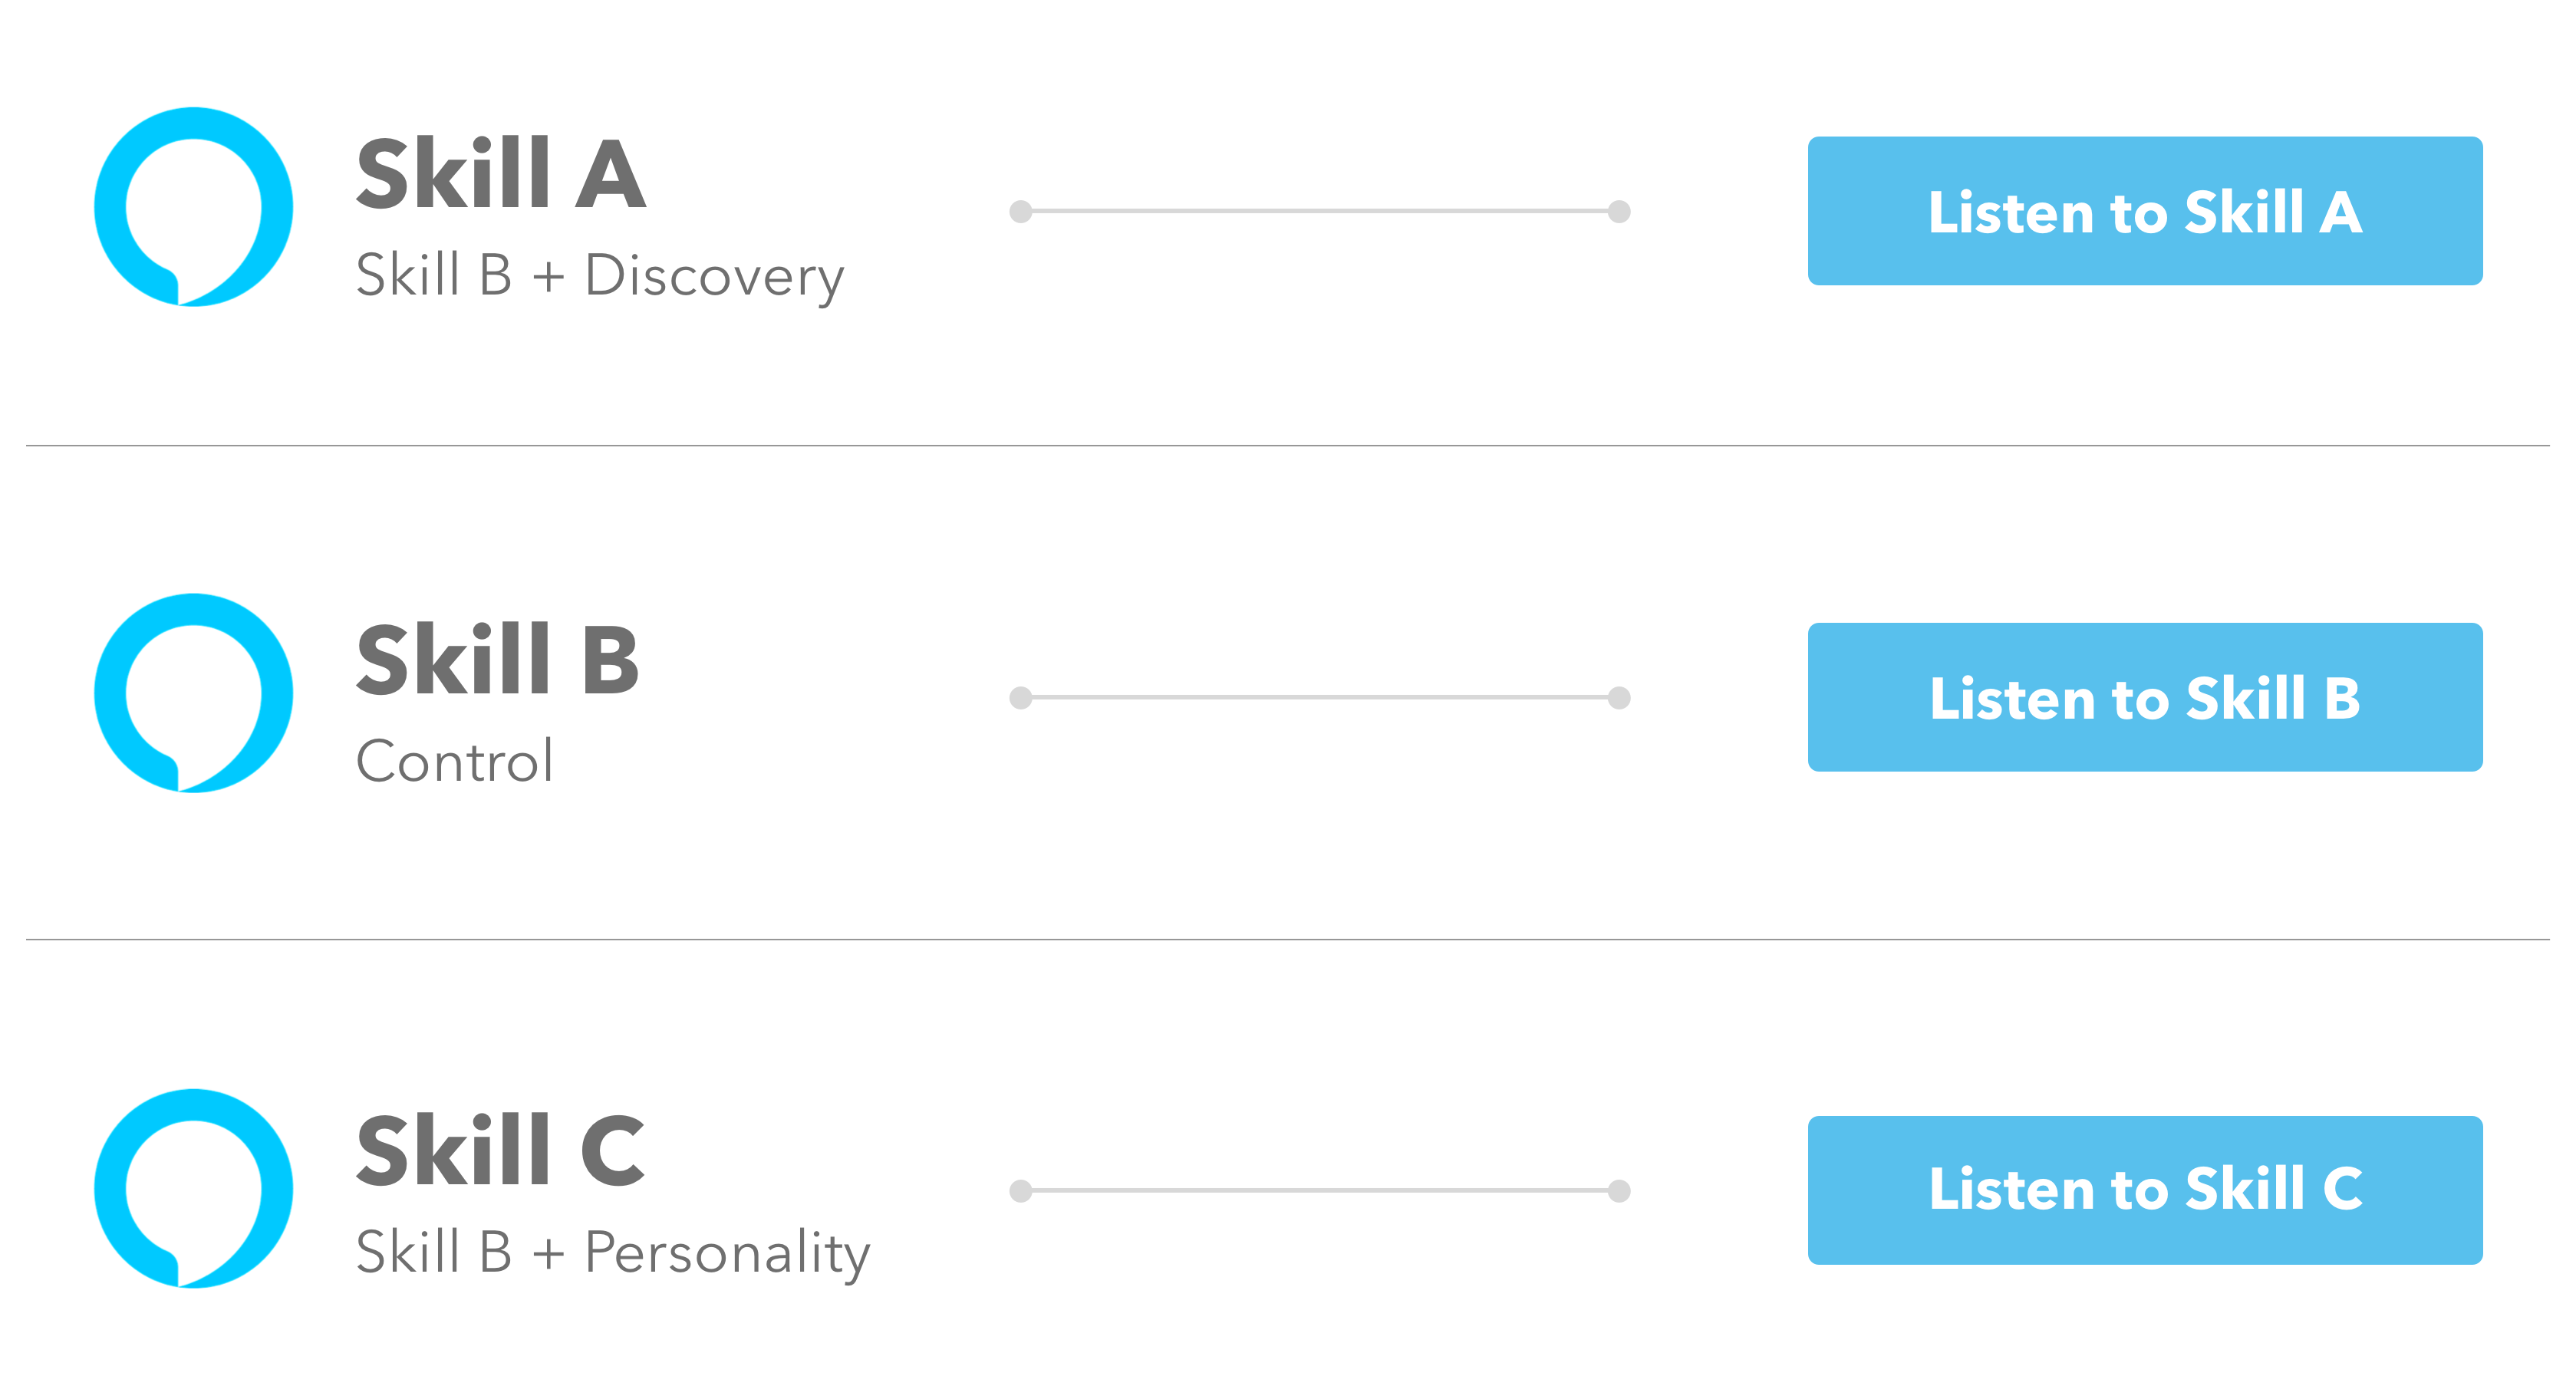 Skill A
Skill B + Discovery
Listen to Skill A
Skill B
Control
Listen to Skill B
Skill C
Skill B + Personality
Listen to Skill C